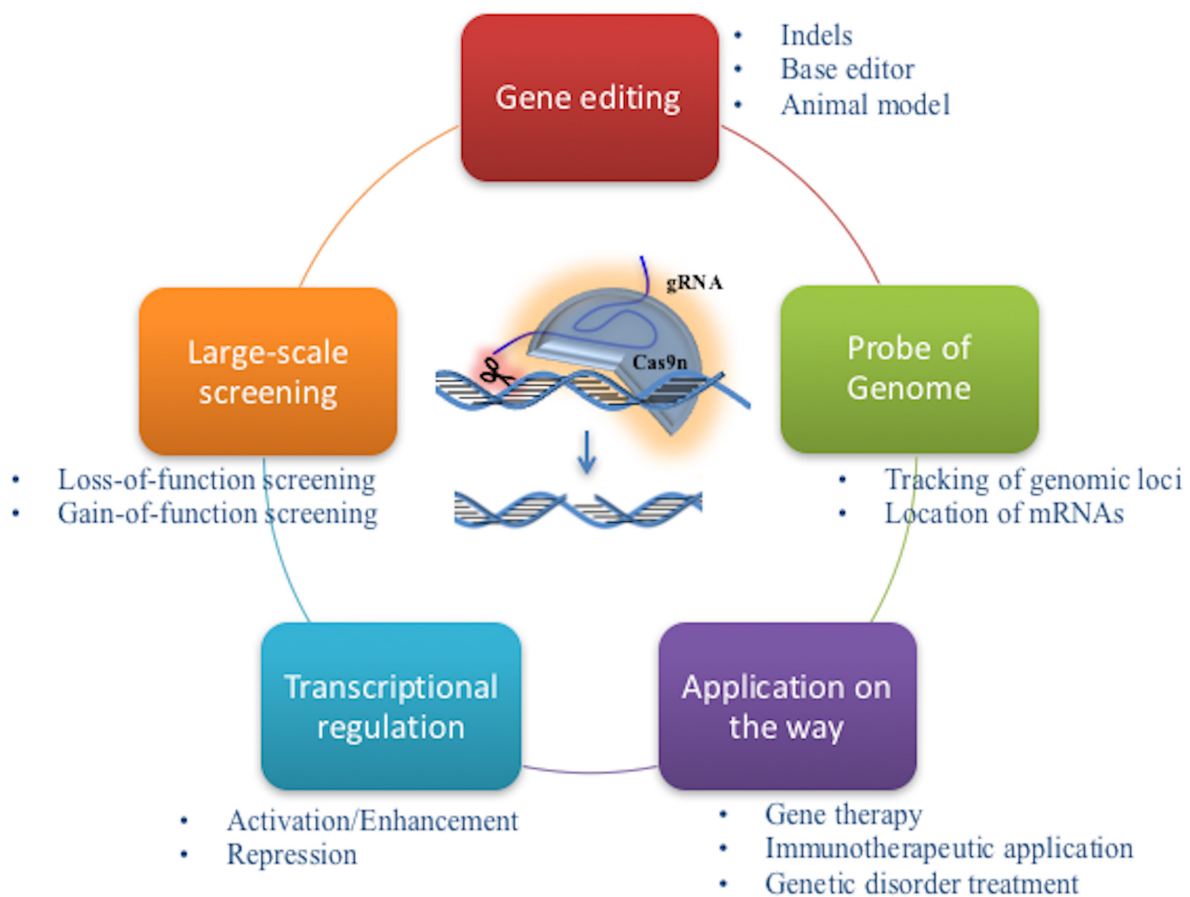 Gene editing
• Indels
• Base editor
• Animal model
gRNA
Cas9n
Large-scale
screening
• Loss-of-function screening
• Gain-of-function screening
Probe of
Genome
• Tracking of genomic loci
• Location of mRNAs
Transcriptional
regulation
• Activation/Enhancement
• Repression
Application on
the way
• Gene therapy
• Immunotherapeutic application
• Genetic disorder treatment